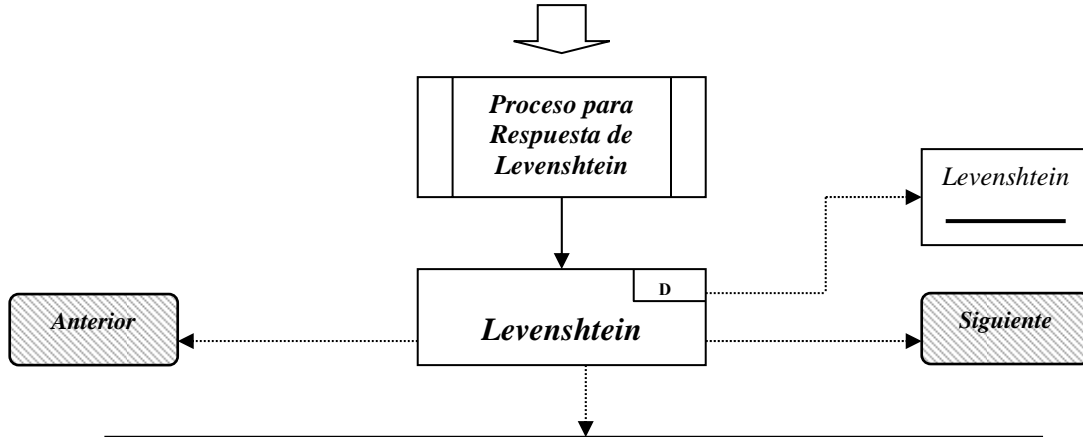 Proceso para
Respuesta de
Levenshtein
Levenshtein
D
Anterior
Levenshtein
Siguiente